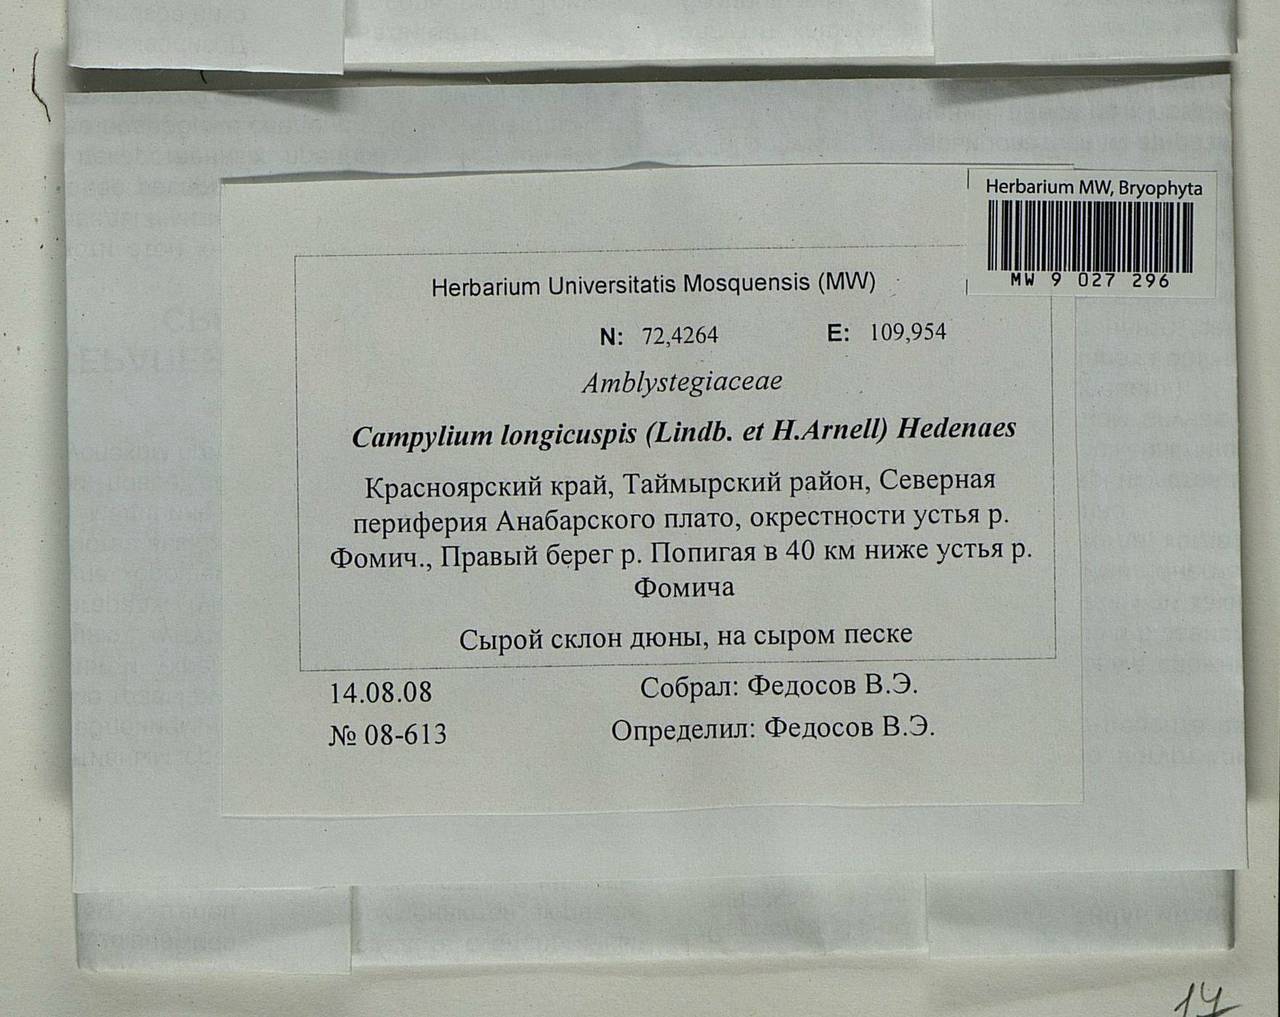 Herbarium MW, Bryophyta
MW 9 027 296
Herbarium Universitatis Mosquensis (MW)
N: 72,4264 E: 109,954
Amblystegiaceae
Campylium longicuspis (Lindb. et H.Arnell) Hedenaes
Красноярский край, Таймырский район, Северная
периферия Анабарского плато, окрестности устья р.
Фомич., Правый берег р. Попигая в 40 км ниже устья р.
Фомича
Сырой склон дюны, на сыром песке
14.08.08 Собрал: Федосов В.Э.
№ 08-613 Определил: Федосов В.Э.
17